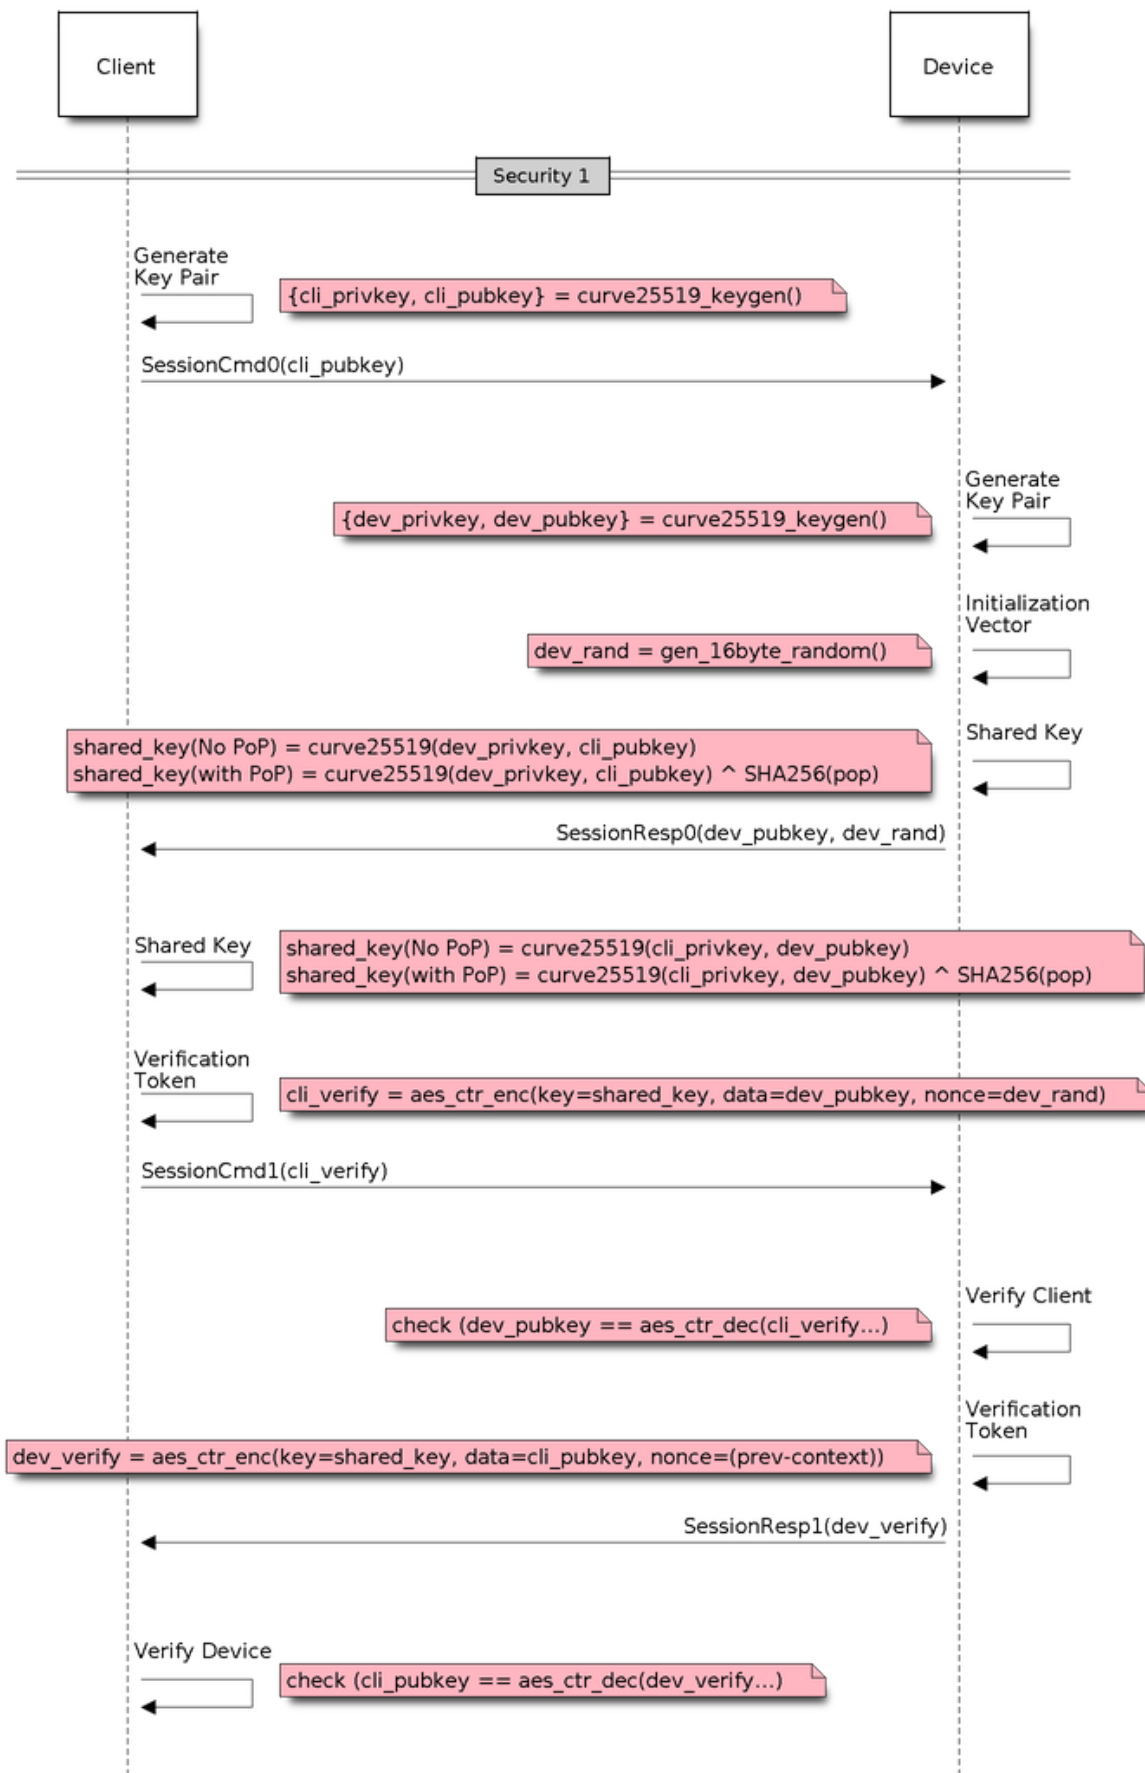 Client
Device
Security 1
Generate
Key Pair
{cli_privkey, cli_pubkey} = curve25519_keygen()
SessionCmd0(cli_pubkey)
Generate
Key Pair
{dev_privkey, dev_pubkey} = curve25519_keygen()
Initialization
Vector
dev_rand = gen_16byte_random()
Shared Key
shared_key(No PoP) = curve25519(dev_privkey, cli_pubkey)
shared_key(with PoP) = curve25519(dev_privkey, cli_pubkey) ^ SHA256(pop)
SessionResp0(dev_pubkey, dev_rand)
Shared Key
shared_key(No PoP) = curve25519(cli_privkey, dev_pubkey)
shared_key(with PoP) = curve25519(cli_privkey, dev_pubkey) ^ SHA256(pop)
Verification
Token
cli_verify = aes_ctr_enc(key=shared_key, data=dev_pubkey, nonce=dev_rand)
SessionCmd1(cli_verify)
Verify Client
check (dev_pubkey == aes_ctr_dec(cli_verify...)
Verification
Token
dev_verify = aes_ctr_enc(key=shared_key, data=cli_pubkey, nonce=(prev-context))
SessionResp1(dev_verify)
Verify Device
check (cli_pubkey == aes_ctr_dec(dev_verify...)